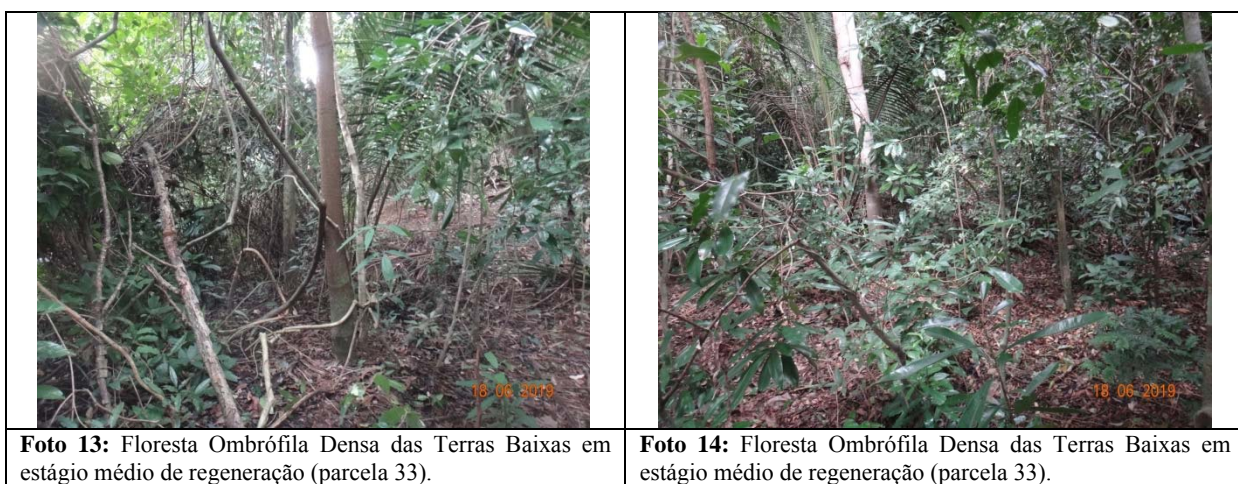 18 06 2019
18 06 2019
Foto 13: Floresta Ombrófila Densa das Terras Baixas em
estágio médio de regeneração (parcela 33).
Foto 14: Floresta Ombrófila Densa das Terras Baixas em
estágio médio de regeneração (parcela 33).